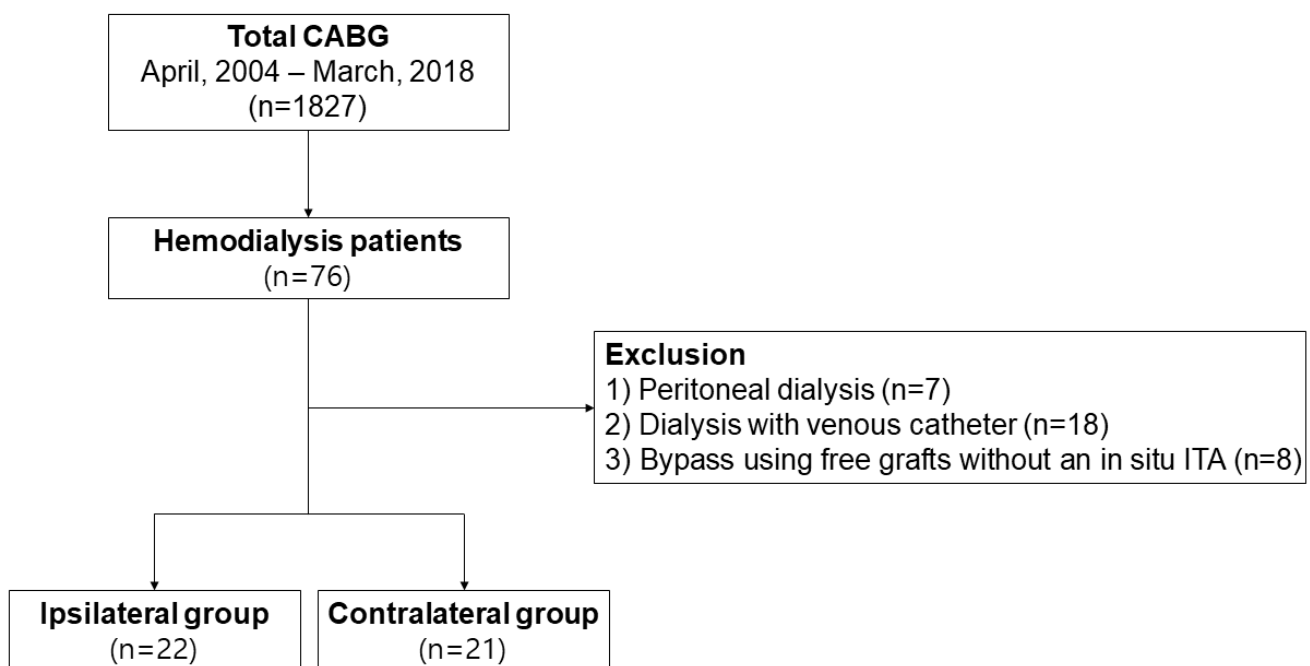 Total CABG
April, 2004 – March, 2018
(n=1827)
Hemodialysis patients
(n=76)
Exclusion
1) Peritoneal dialysis (n=7)
2) Dialysis with venous catheter (n=18)
3) Bypass using free grafts without an in situ ITA (n=8)
Ipsilateral group
(n=22)
Contralateral group
(n=21)